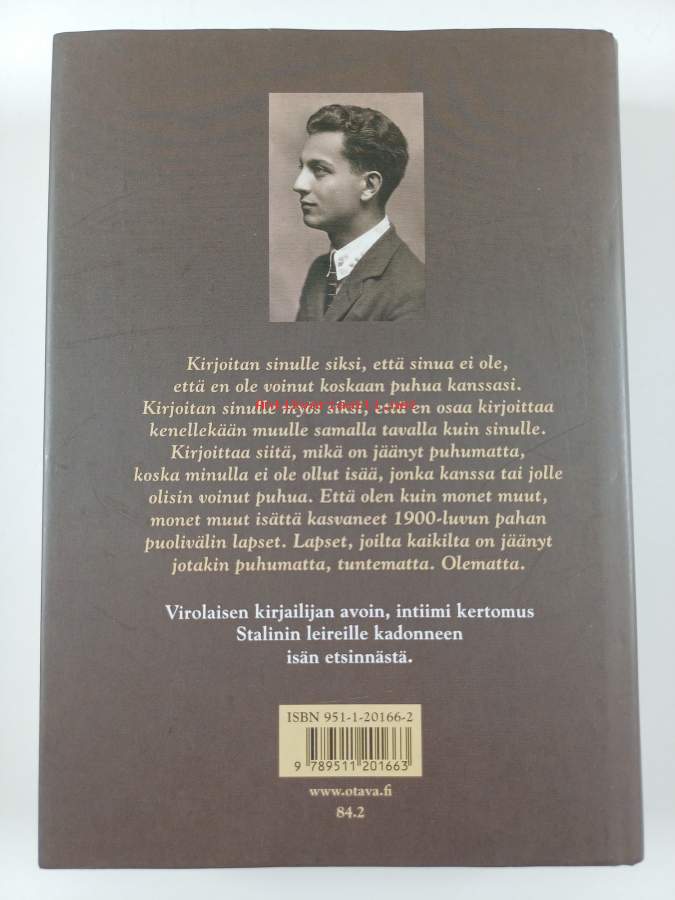 Kirjoitan sinulle siksi, että sinua ei ole,
että en ole voinut koskaan puhua kanssasi.
Kirjoitan sinulle myös siksi, että en osaa kirjoittaa
kenellekään muulle samalla tavalla kuin sinulle.
Kirjoittaa siitä, mikä on jäänyt puhumatta,
koska minulla ei ole ollut isää, jonka kanssa tai jolle
olisin voinut puhua. Että olen kuin monet muut,
monet muut isättä kasvaneet 1900-luvun pahan
puolivälin lapset. Lapset, joilta kaikilta on jäänyt
jotakin puhumatta, tuntematta. Olematta.
Virolaisen kirjailijan avoin, intiimi kertomus
Stalinin leireille kadonneen
isän etsinnästä.
ISBN 951-1-20166-2
9 789511 201663
www.otava.fi
84.2